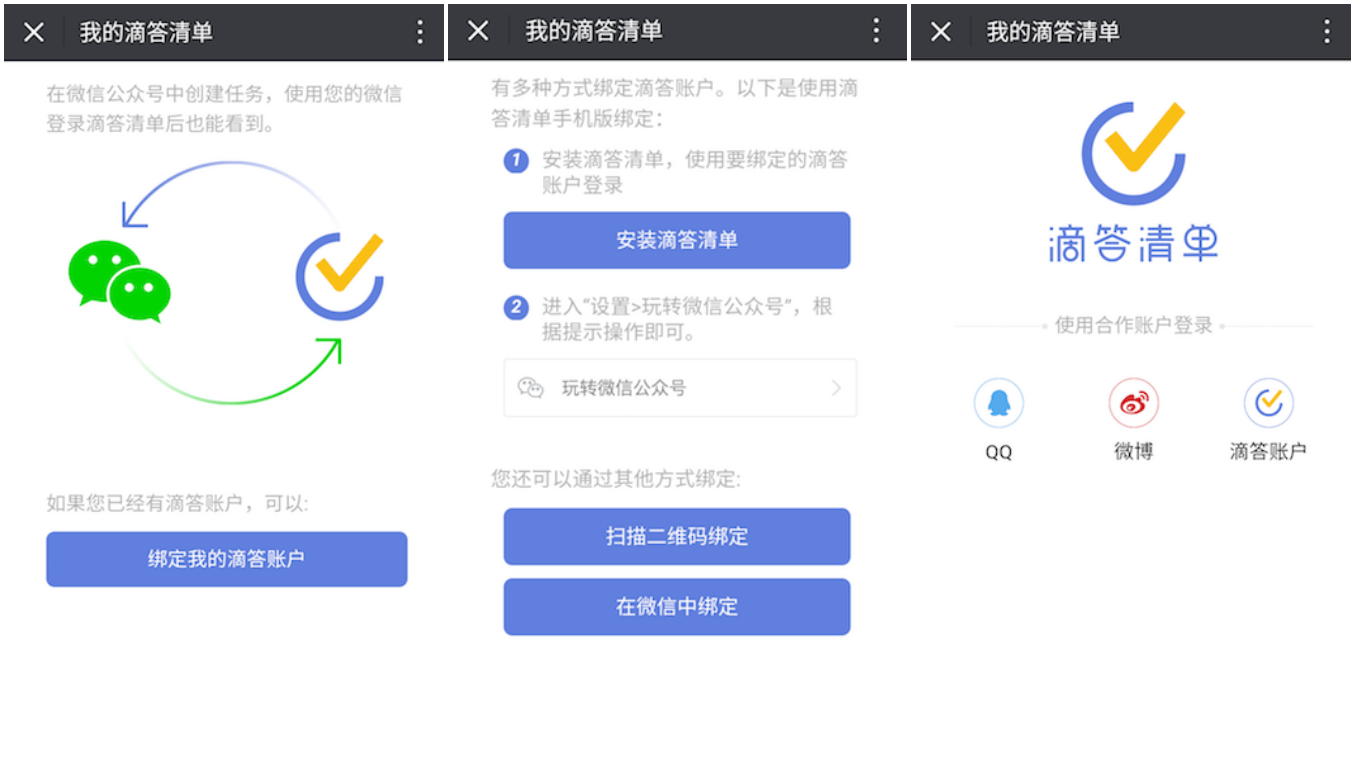 我的滴答清单
在微信公众号中创建任务，使用您的微信
登录滴答清单后也能看到。
如果您已经有滴答账户，可以:
绑定我的滴答账户
我的滴答清单
有多种方式绑定滴答账户。以下是使用滴
答清单手机版绑定：
1 安装滴答清单，使用要绑定的滴答
账户登录
安装滴答清单
2 进入“设置>玩转微信公众号”，根
据提示操作即可。
玩转微信公众号
您还可以通过其他方式绑定:
扫描二维码绑定
在微信中绑定
我的滴答清单
滴答清单
使用合作账户登录
QQ 微博 滴答账户